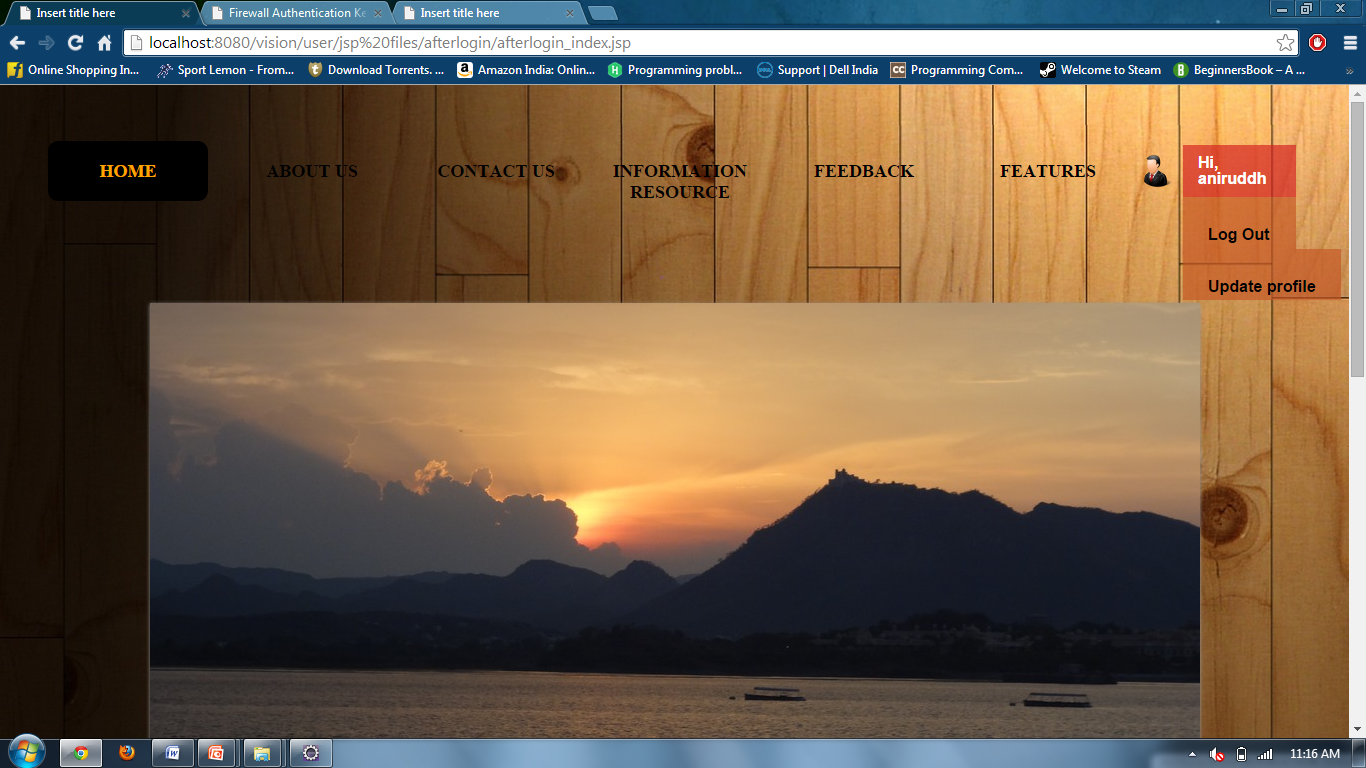 Insert title here
Firewall Authentication Ke
Insert title here
localhost:8080/vision/user/jsp%20files/afterlogin/afterlogin_index.jsp
Online Shopping In...
Sport Lemon - From...
Download Torrents. ...
Amazon India: Onlin...
Programming probl...
Support | Dell India
Programming Com...
Welcome to Steam
BeginnersBook – A ...
HOME
ABOUT US
CONTACT US
INFORMATION
RESOURCE
FEEDBACK
FEATURES
Hi,
aniruddh
Log Out
Update profile
11:16 AM